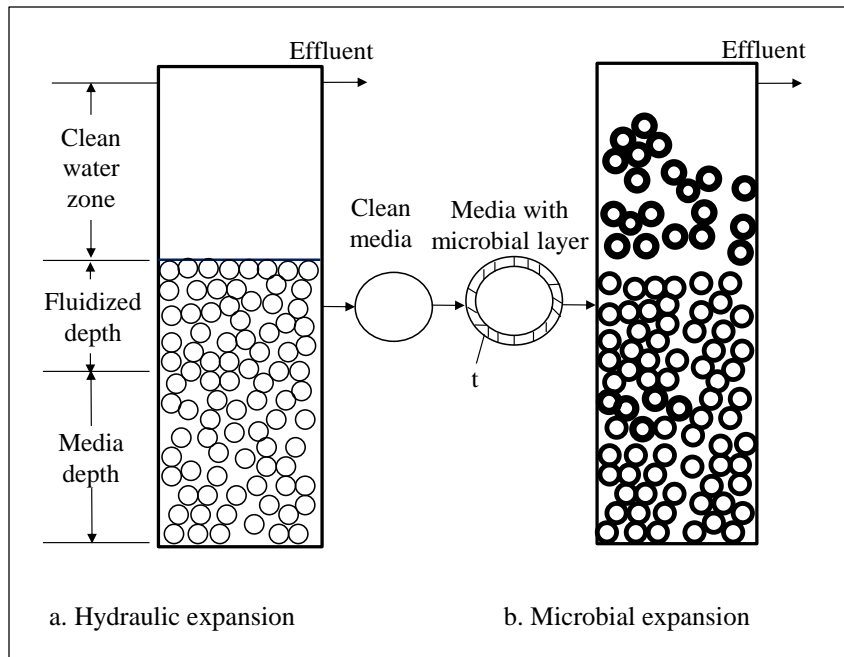 Effluent
Effluent
Clean
water
zone
Clean
media
Media with
microbial layer
Fluidized
depth
t
Media
depth
a. Hydraulic expansion
b. Microbial expansion